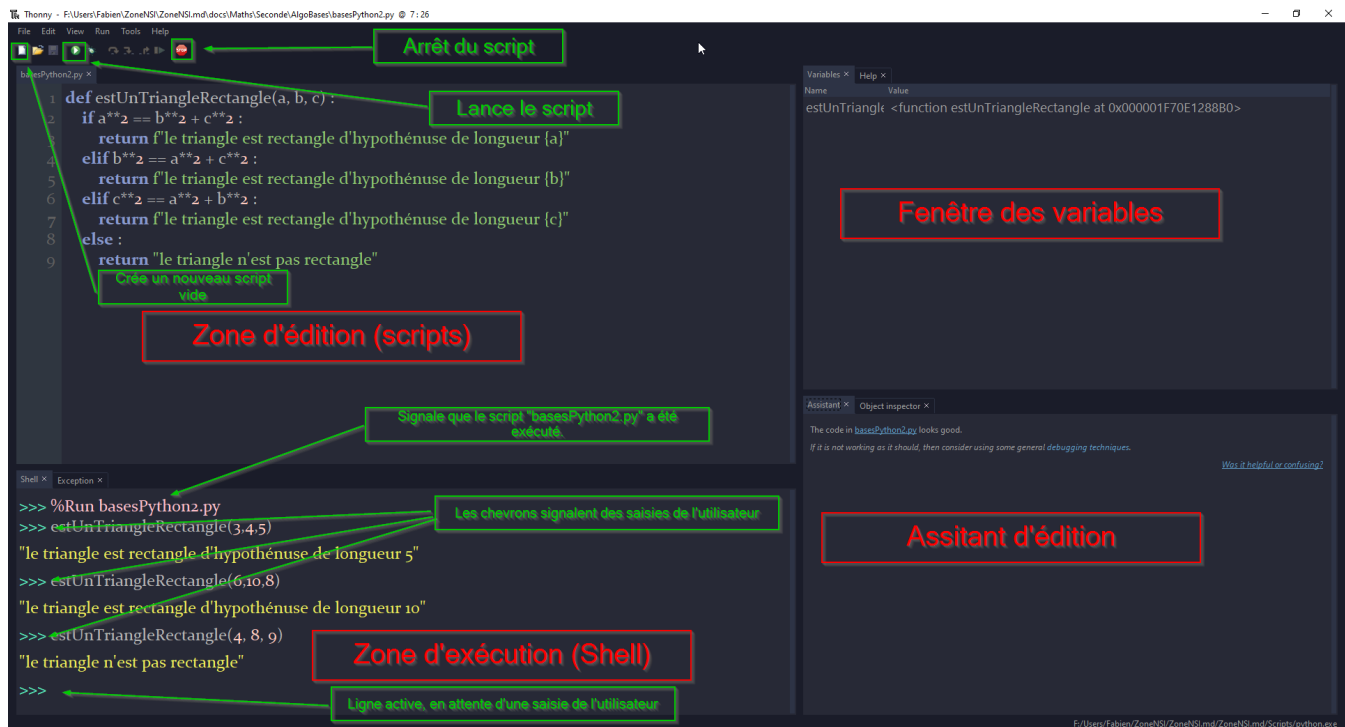 Thonny - F:\Users\Fabien\ZoneNSI\ZoneNSI.md\docs\Maths\Seconde\AlgoBases\basesPython2.py @ 7 : 26
File Edit View Run Tools Help
STOP
Arrêt du script
basesPython2.py ×
Lance le script
1 def estUnTriangleRectangle(a, b, c) :
2 if a**2 == b**2 + c**2 :
3 return f"le triangle est rectangle d'hypothénuse de longueur {a}"
4 elif b**2 == a**2 + c**2 :
5 return f"le triangle est rectangle d'hypothénuse de longueur {b}"
6 elif c**2 == a**2 + b**2 :
7 return f"le triangle est rectangle d'hypothénuse de longueur {c}"
8 else :
9 return "le triangle n'est pas rectangle"
Crée un nouveau script
vide
Zone d'édition (scripts)
Variables × Help ×
Name Value
estUnTriangle <function estUnTriangleRectangle at 0x000001F70E1288B0>
Fenêtre des variables
Signale que le script "basesPython2.py" a été
exécuté.
Shell × Exception ×
>>> %Run basesPython2.py
>>> estUnTriangleRectangle(3,4,5)
"le triangle est rectangle d'hypothénuse de longueur 5"
>>> estUnTriangleRectangle(6,10,8)
"le triangle est rectangle d'hypothénuse de longueur 10"
>>> estUnTriangleRectangle(4, 8, 9)
"le triangle n'est pas rectangle"
>>>
Les chevrons signalent des saisies de l'utilisateur
Zone d'exécution (Shell)
Ligne active, en attente d'une saisie de l'utilisateur
Assistant × Object inspector ×
The code in basesPython2.py looks good.
If it is not working as it should, then consider using some general debugging techniques.
Was it helpful or confusing?
Assitant d'édition
F:/Users/Fabien/ZoneNSI/ZoneNSI.md/ZoneNSI.md/Scripts/python.exe